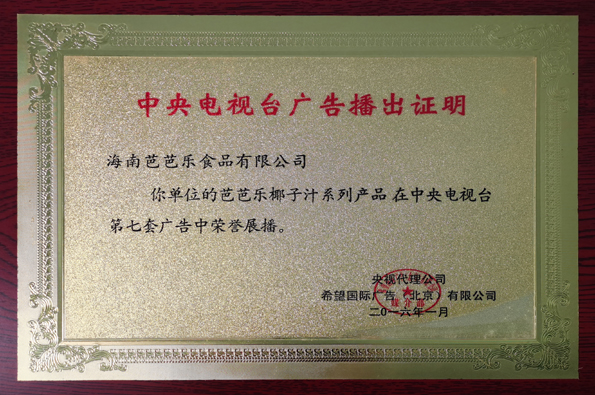 中央电视台广告播出证明
海南芭芭乐食品有限公司
你单位的芭芭乐椰子汁系列产品 在中央电视台
第七套广告中荣誉展播。
央视代理公司
希望国际广告（北京）有限公司
二〇一六年一月